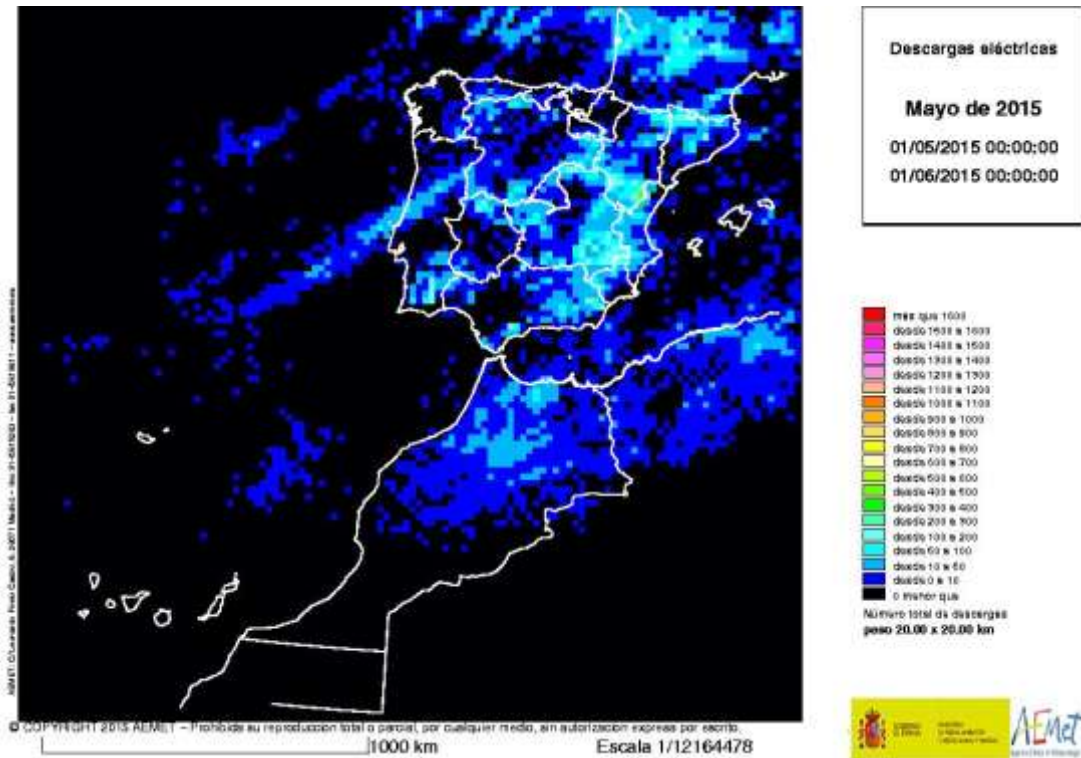 Descargas eléctricas
Mayo de 2015
01/05/2015 00:00:00
01/06/2015 00:00:00
más que 1600
desde 1500 a 1600
desde 1400 a 1500
desde 1300 a 1400
desde 1200 a 1300
desde 1100 a 1200
desde 1000 a 1100
desde 900 a 1000
desde 800 a 900
desde 700 a 800
desde 600 a 700
desde 500 a 600
desde 400 a 500
desde 300 a 400
desde 200 a 300
desde 100 a 200
desde 50 a 100
desde 10 a 50
desde 0 a 10
0 menor que
Número total de descargas
paso 20.00 x 20.00 km
© COPYRIGHT 2015 AEMET - Prohibida su reproducción total o parcial, por cualquier medio, sin autorización expresa por escrito.
1000 km
Escala 1/12164478
AEMet